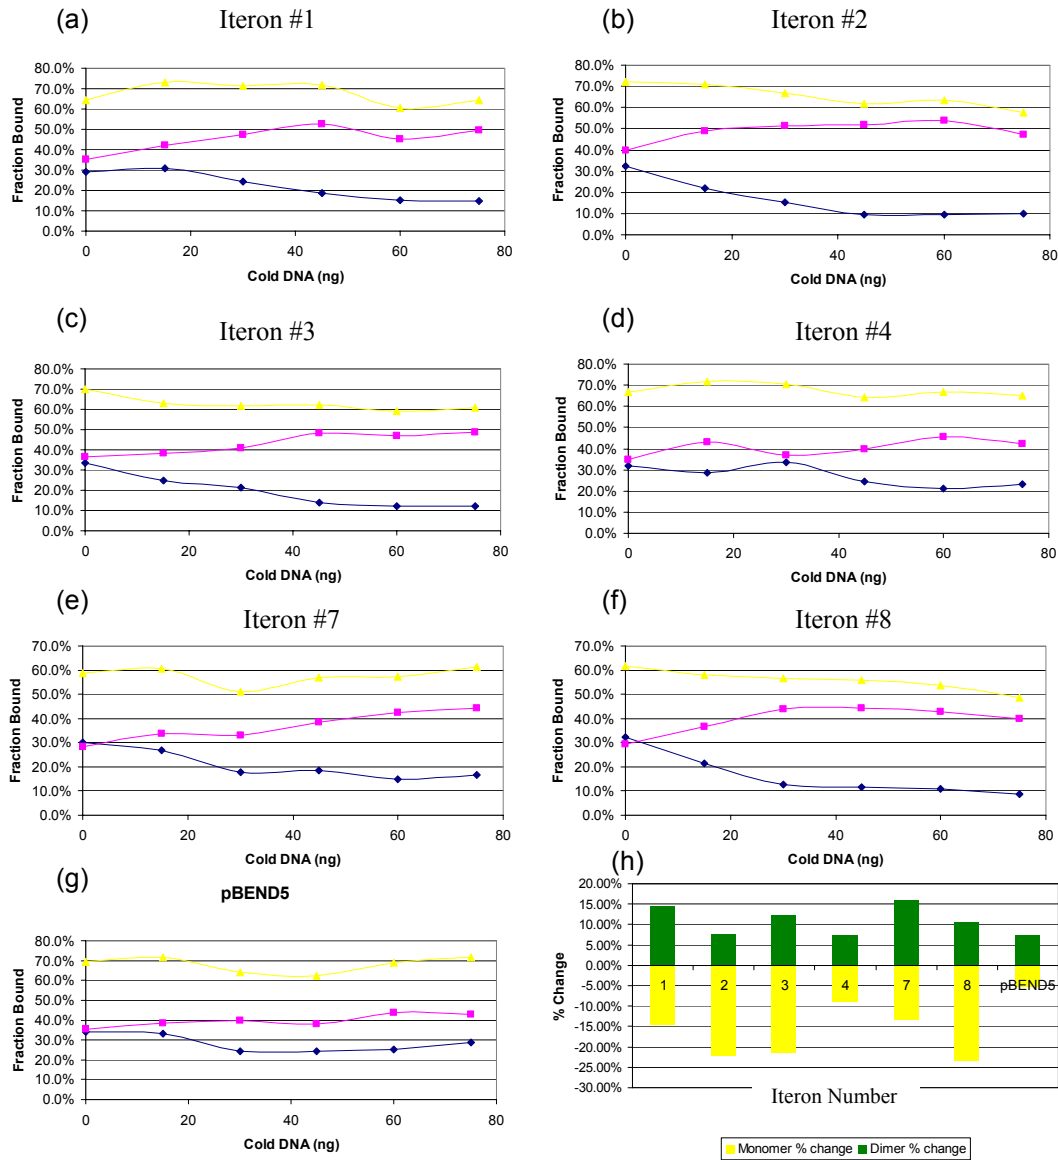 (a)
Iteron #1
80.0%
70.0%
60.0%
50.0%
40.0%
30.0%
20.0%
10.0%
0.0%
Fraction Bound
0 20 40 60 80
Cold DNA (ng)
(b)
Iteron #2
80.0%
70.0%
60.0%
50.0%
40.0%
30.0%
20.0%
10.0%
0.0%
Fraction Bound
0 20 40 60 80
Cold DNA (ng)
(c)
Iteron #3
80.0%
70.0%
60.0%
50.0%
40.0%
30.0%
20.0%
10.0%
0.0%
Fraction Bound
0 20 40 60 80
Cold DNA (ng)
(d)
Iteron #4
80.0%
70.0%
60.0%
50.0%
40.0%
30.0%
20.0%
10.0%
0.0%
Fraction Bound
0 20 40 60 80
Cold DNA (ng)
(e)
Iteron #7
70.0%
60.0%
50.0%
40.0%
30.0%
20.0%
10.0%
0.0%
Fraction Bound
0 20 40 60 80
Cold DNA (ng)
(f)
Iteron #8
70.0%
60.0%
50.0%
40.0%
30.0%
20.0%
10.0%
0.0%
Fraction Bound
0 20 40 60 80
Cold DNA (ng)
(g)
pBEND5
80.0%
70.0%
60.0%
50.0%
40.0%
30.0%
20.0%
10.0%
0.0%
Fraction Bound
0 20 40 60 80
Cold DNA (ng)
(h)
20.00%
15.00%
10.00%
5.00%
0.00%
-5.00%
-10.00%
-15.00%
-20.00%
-25.00%
-30.00%
% Change
1 2 3 4 7 8 pBEND5
Iteron Number
Monomer % change Dimer % change